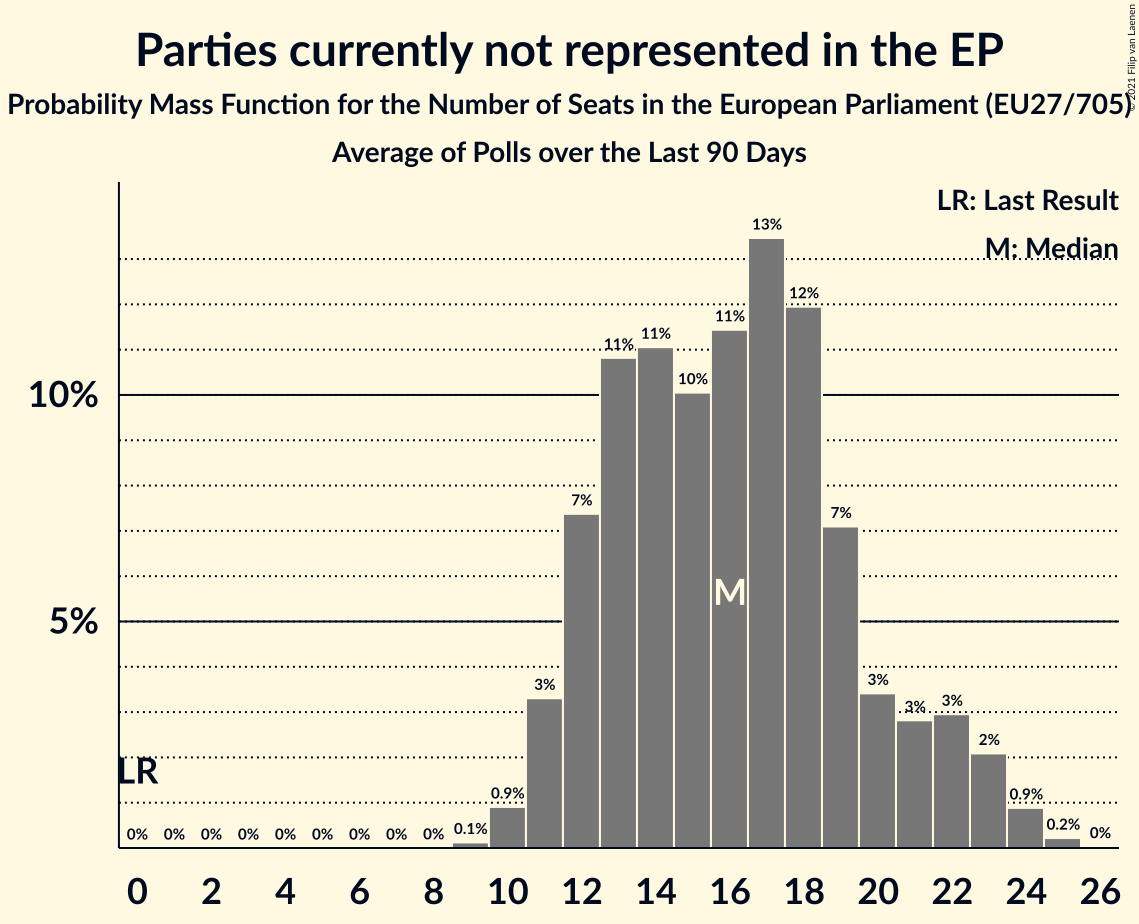 Parties currently not represented in the EP
Probability Mass Function for the Number of Seats in the European Parliament (EU27/705)
Average of Polls over the Last 90 Days
© 2021 Filip van Laenen
LR: Last Result
M: Median
10%
5%
LR
M
0% 0% 0% 0% 0% 0% 0% 0% 0% 0.1% 0.9% 3% 7% 11% 11% 10% 11% 13% 12% 7% 3% 3% 3% 2% 0.9% 0.2% 0%
0 2 4 6 8 10 12 14 16 18 20 22 24 26